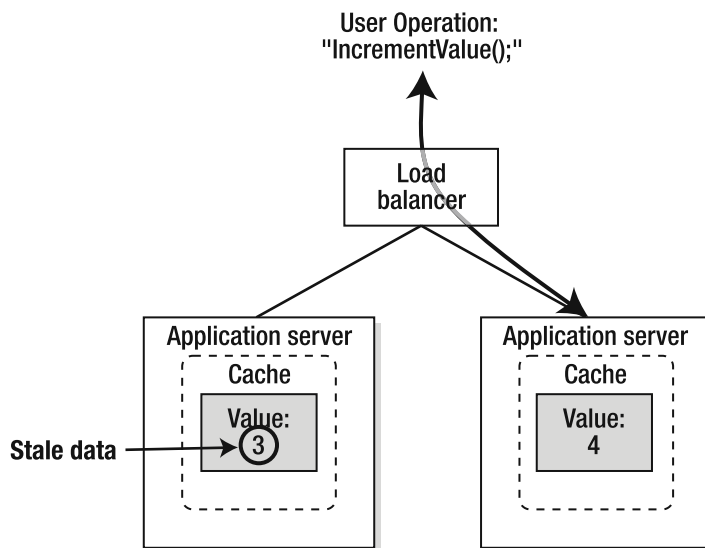 User Operation:
"IncrementValue();"
Load
balancer
Application server
Cache
Value:
3
Stale data
Application server
Cache
Value:
4